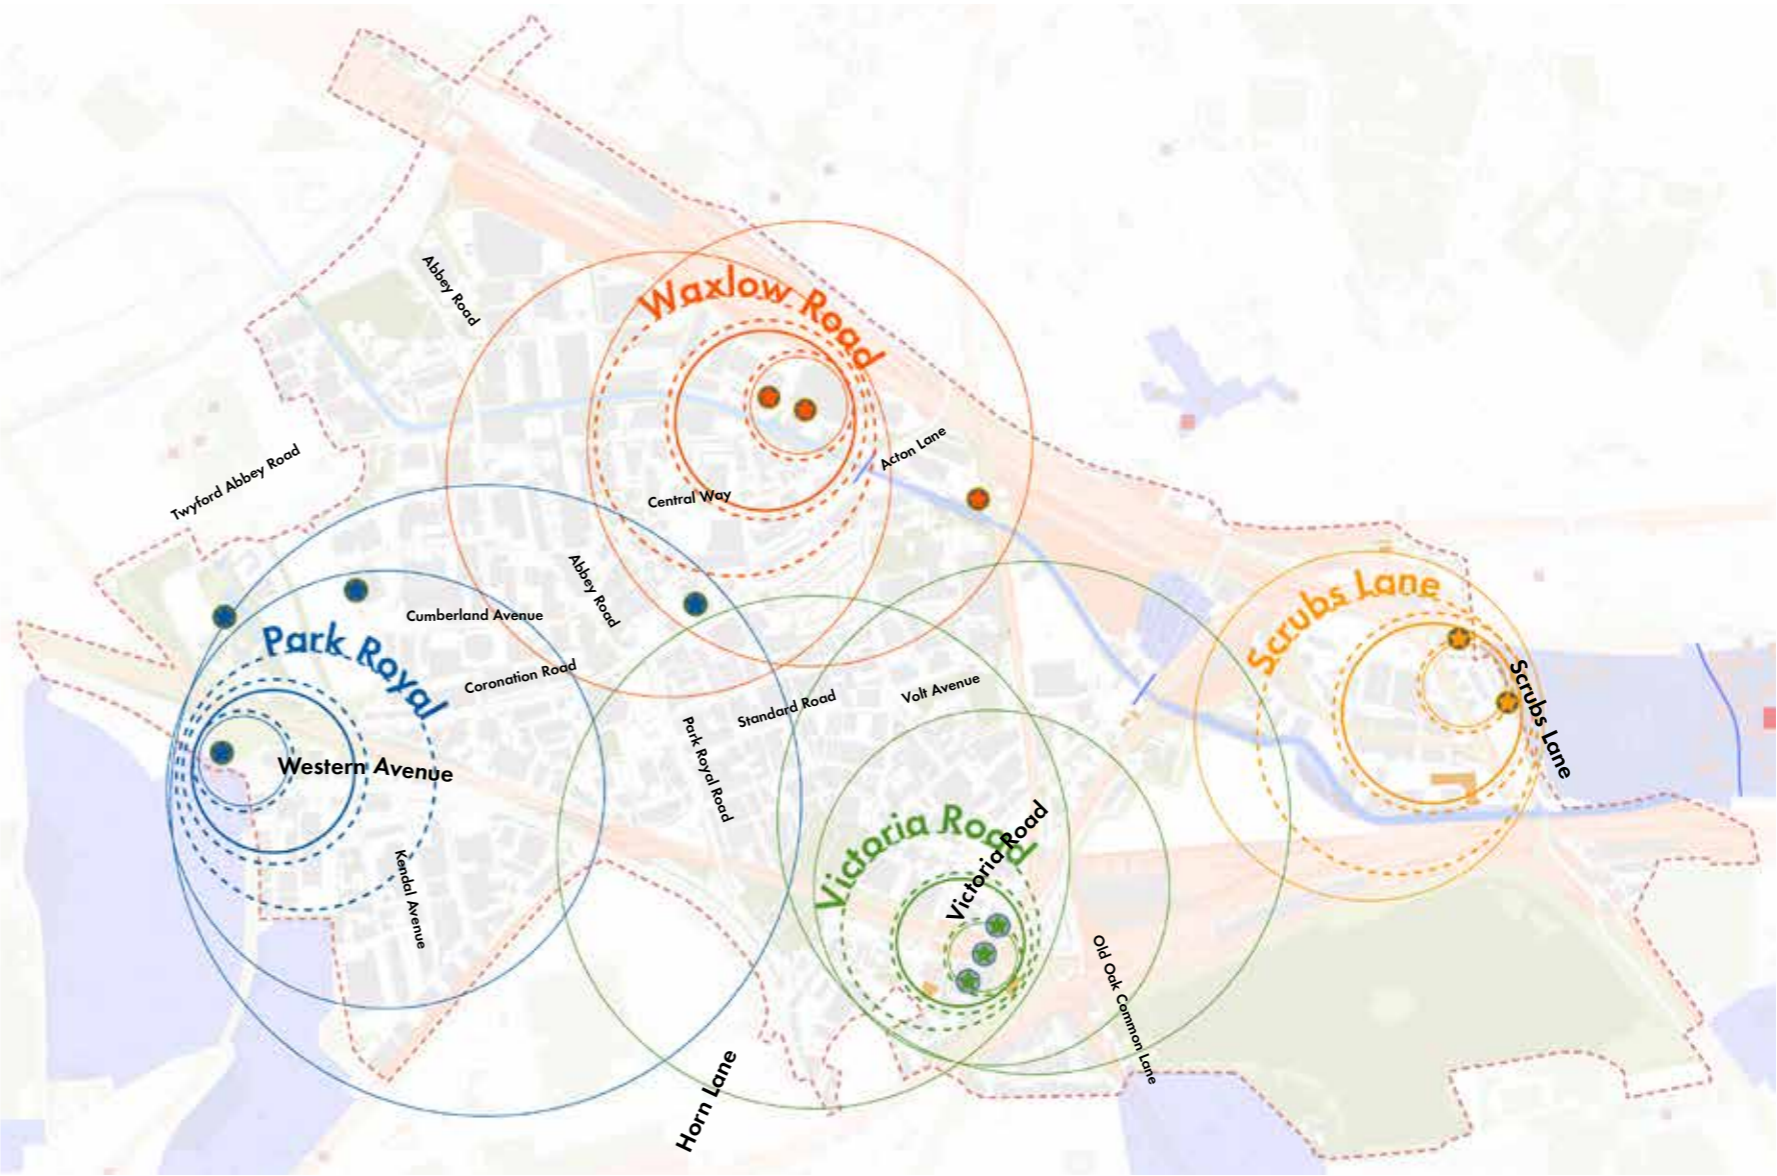 Abbey Road
Waxlow Road
Twyford Abbey Road
Acton Lane
Central Way
Abbey Road
Cumberland Avenue
Scrubs Lane
Park Royal
Coronation Road
Standard Road
Volt Avenue
Scrubs Lane
Park Royal Road
Western Avenue
Victoria Road
Victoria Road
Kendal Avenue
Old Oak Common Lane
Horn Lane